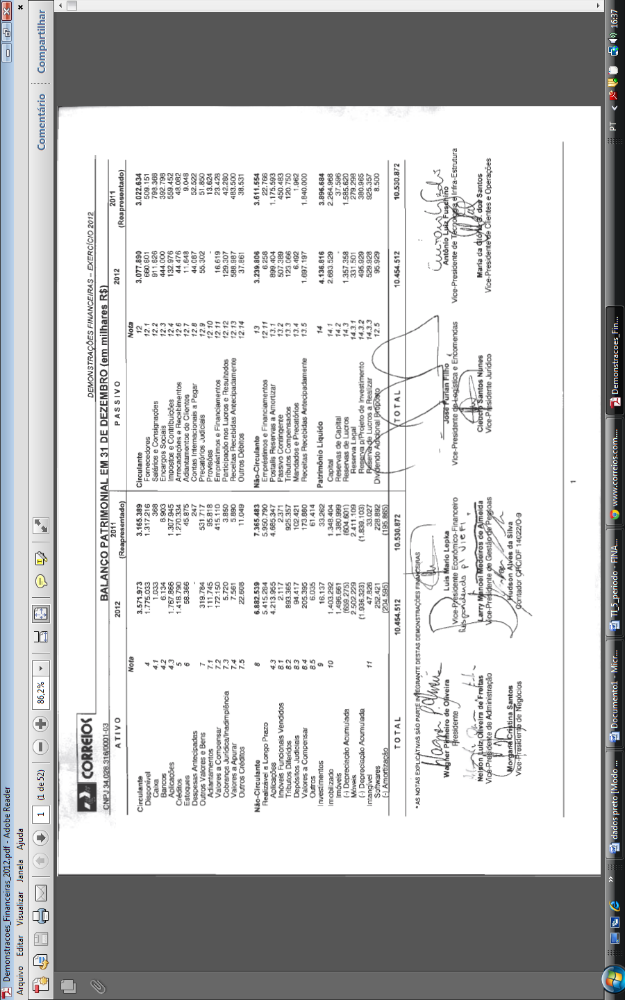 Demonstracoes_Financeiras_2012.pdf - Adobe Reader
Arquivo Editar Visualizar Janela Ajuda
1 (1 de 52) 86,2% Comentário Compartilhar
CORREIOS
DEMONSTRAÇÕES FINANCEIRAS – EXERCÍCIO 2012
CNPJ 34.028.316/0001-03 BALANÇO PATRIMONIAL EM 31 DE DEZEMBRO (em milhares R$)
ATIVO Nota 2012 2011 (Reapresentado)
Circulante 3.571.973 3.165.389
Disponível 4 1.775.033 1.317.216
Caixa 4.1 1.033 368
Bancos 4.2 6.134 8.903
Aplicações 4.3 1.767.866 1.307.945
Créditos 5 1.418.790 1.270.334
Estoques 6 58.366 45.875
Despesas Antecipadas - 247
Outros Valores e Bens 7 319.784 531.717
Adiantamentos 7.1 111.745 95.818
Valores a Compensar 7.2 172.150 415.110
Cobrança Jurídica/Inadimplência 7.3 5.720 3.850
Valores a Apurar 7.4 7.561 5.890
Outros Créditos 7.5 22.608 11.049
Não-Circulante 8 6.882.539 7.365.483
Realizável a Longo Prazo 5.415.284 5.950.790
Aplicações 4.3 4.213.955 4.685.347
Imóveis Funcionais Vendidos 8.1 2.117 2.371
Tributos Diferidos 8.2 893.365 925.357
Depósitos Judiciais 8.3 94.417 102.421
Valores a Compensar 8.4 205.395 173.880
Outros 8.5 6.035 61.414
Investimentos 9 16.137 33.262
Imobilizado 10 1.403.292 1.348.404
Imóveis 1.496.661 1.380.999
(-) Depreciação Acumulada (659.275) (604.601)
Móveis 2.502.229 2.411.109
(-) Depreciação Acumulada (1.936.323) (1.839.103)
Intangível 11 47.826 33.027
Softwares 252.421 228.892
(-) Amortização (204.595) (195.865)
TOTAL 10.454.512 10.530.872
PASSIVO Nota 2012 2011 (Reapresentado)
Circulante 12 3.077.890 3.022.634
Fornecedores 12.1 660.801 509.151
Salários e Consignações 12.2 911.826 798.368
Encargos Sociais 12.3 444.000 392.798
Impostos e Contribuições 12.4 132.976 559.452
Arrecadações e Recebimentos 12.6 44.476 48.082
Adiantamentos de Clientes 12.7 11.648 9.048
Contas Internacionais a Pagar 12.8 44.087 52.522
Precatórios Judiciais 12.9 55.302 51.850
Provisões 12.10 - 13.624
Empréstimos e Financiamentos 12.11 16.619 23.428
Participação nos Lucros e Resultados 12.12 129.307 42.280
Receitas Recebidas Antecipadamente 12.13 588.987 483.500
Outros Débitos 12.14 37.861 38.531
Não-Circulante 13 3.239.806 3.611.554
Empréstimos e Financiamentos 12.11 6.258 22.766
Postalis Reservas a Amortizar 13.1 899.404 1.175.593
Passivo Contingente 13.2 507.389 450.483
Tributos Compensados 13.3 123.066 120.750
Mandados e Precatórios 13.4 6.492 1.962
Receitas Recebidas Antecipadamente 13.5 1.697.197 1.840.000
Patrimônio Líquido 14 4.136.816 3.896.684
Capital 14.1 2.683.529 2.264.968
Reservas de Capital 14.2 - 37.596
Reservas de Lucros 14.3 1.357.358 1.585.620
Reserva Legal 14.3.1 331.501 279.298
Reserva p/Projeto de Investimento 14.3.2 495.929 380.965
Reserva de Lucros a Realizar 14.3.3 529.928 925.357
Dividendo Adicional Proposto 12.5 95.929 8.500
TOTAL 10.454.512 10.530.872
* AS NOTAS EXPLICATIVAS SÃO PARTE INTEGRANTE DESTAS DEMONSTRAÇÕES FINANCEIRAS
Wagner Pinheiro de Oliveira
Presidente
Luis Mario Lepka
Vice-Presidente Econômico-Financeiro
José Furian Filho
Vice-Presidente de Logística e Encomendas
Antônio Luiz Fuschino
Vice-Presidente de Tecnologia e Infra-Estrutura
Nelson Luiz Oliveira de Freitas
Vice-Presidente de Administração
Larry Manoel Medeiros de Almeida
Vice-Presidente de Gestão de Pessoas
Cleucio Santos Nunes
Vice-Presidente Jurídico
Maria da Glória G. dos Santos
Vice-Presidente de Clientes e Operações
Morgana Cristina Santos
Vice-Presidente de Negócios
Hudson Alves da Silva
contador CRC/DF 14022/O-9
1
dados preto [Modo ...
Documento1 - Micr...
TI_5_periodo - FINA...
www.correios.com....
Demonstracoes_Fin...
PT
16:37